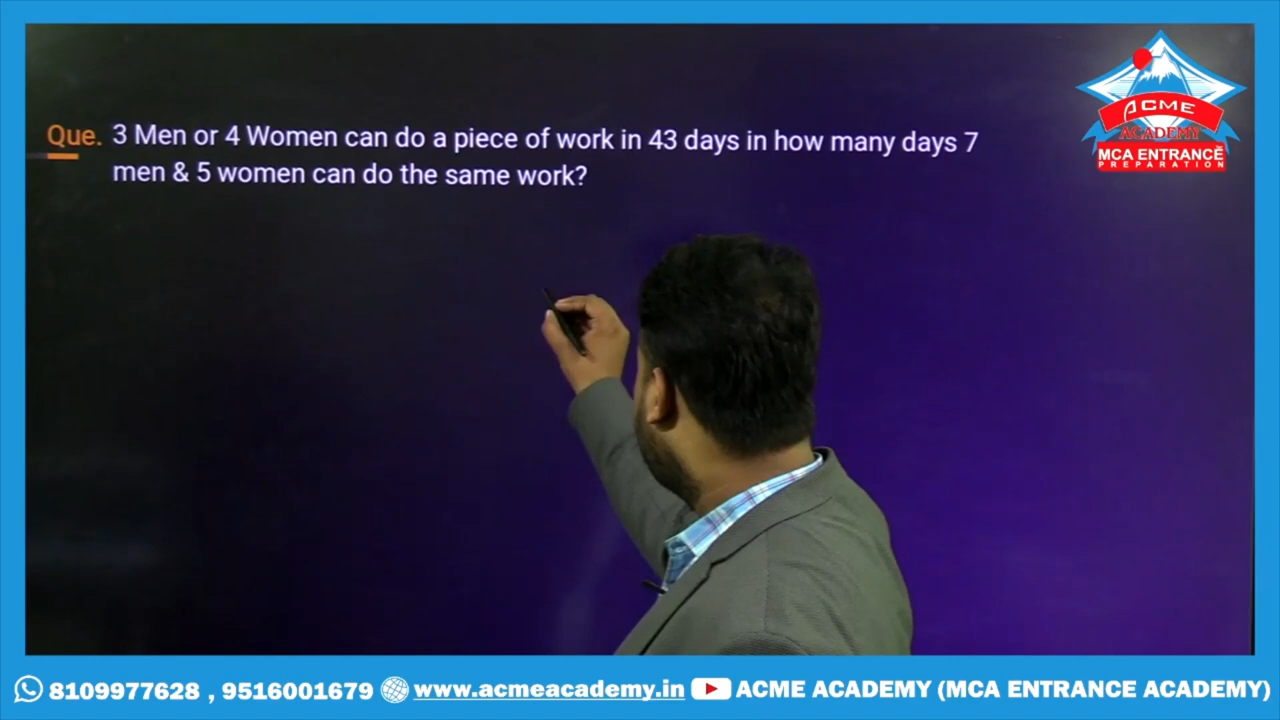 Que. 3 Men or 4 Women can do a piece of work in 43 days in how many days 7
men & 5 women can do the same work?
ACME
ACADEMY
MCA ENTRANCE
PREPARATION
8109977628 , 9516001679 www.acmeacademy.in ACME ACADEMY (MCA ENTRANCE ACADEMY)